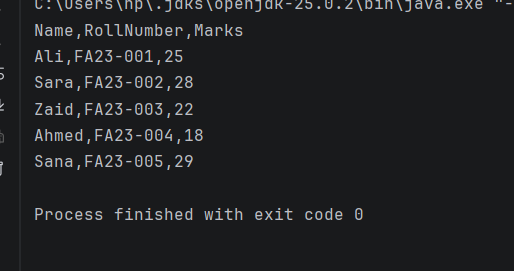 C:\Users\hp\.jdks\openjdk-25.0.2\bin\java.exe "-
Name,RollNumber,Marks
Ali,FA23-001,25
Sara,FA23-002,28
Zaid,FA23-003,22
Ahmed,FA23-004,18
Sana,FA23-005,29
Process finished with exit code 0